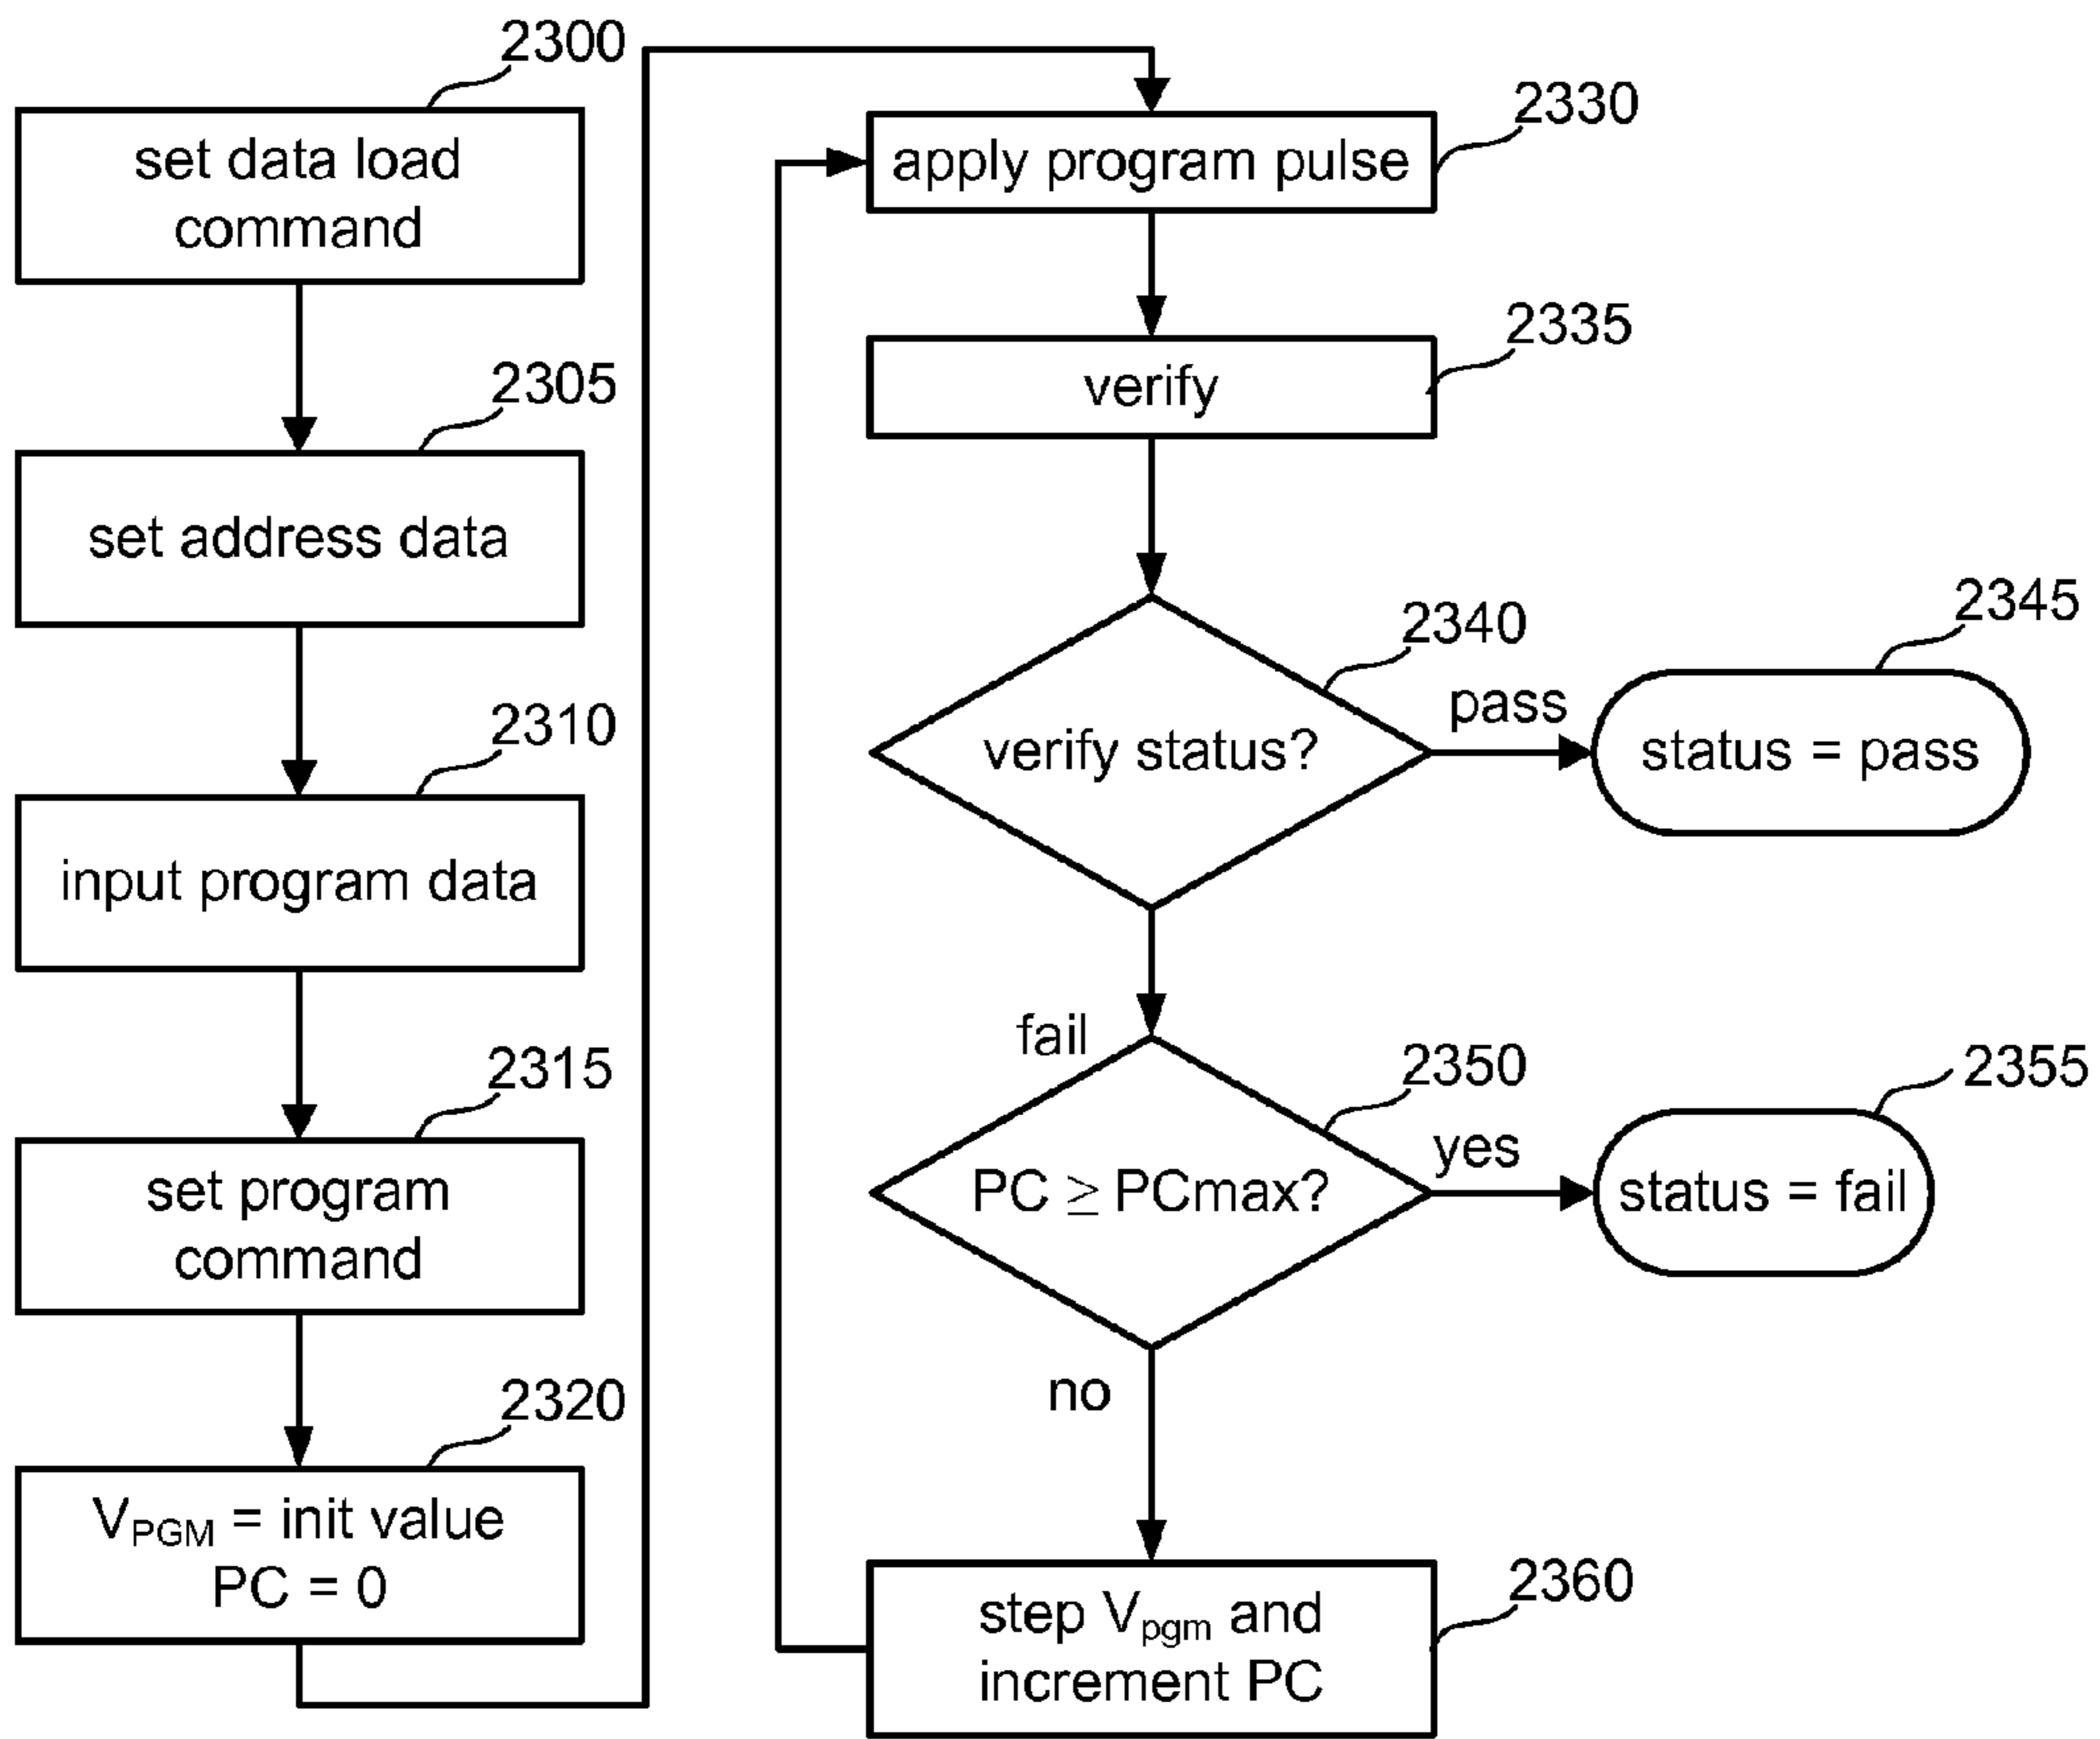 2300
set data load
command
2305
set address data
2310
input program data
2315
set program
command
2320
VPGM = init value
PC = 0
2330
apply program pulse
2335
verify
2340
verify status?
pass
2345
status = pass
fail
2350
PC ≥ PCmax?
yes
2355
status = fail
no
2360
step Vpgm and
increment PC